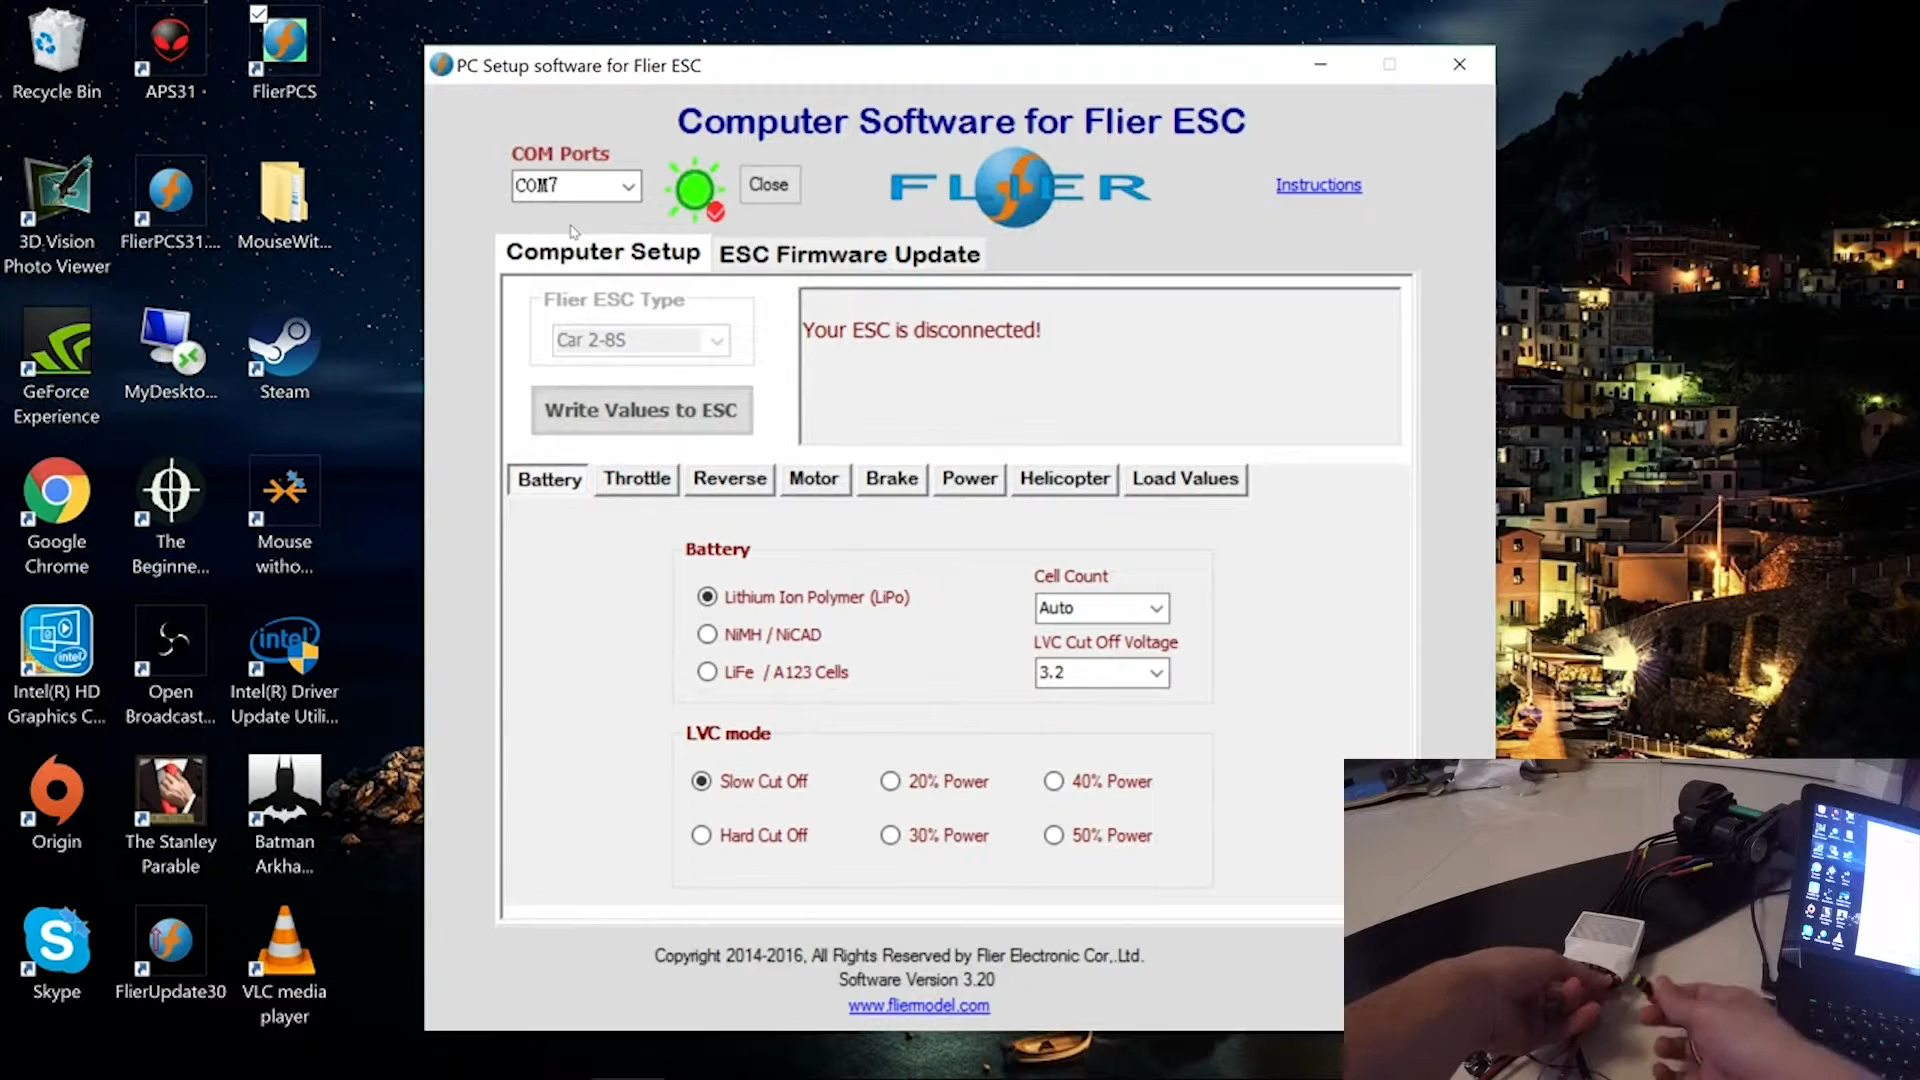 Recycle Bin
APS31
FlierPCS
3D Vision
Photo Viewer
FlierPCS31....
MouseWit...
GeForce
Experience
MyDeskto...
Steam
Google
Chrome
The
Beginne...
Mouse
witho...
intel
intel
Intel(R) HD
Graphics C...
Open
Broadcast...
Intel(R) Driver
Update Utili...
Origin
The Stanley
Parable
Batman
Arkha...
Skype
FlierUpdate30
VLC media
player
PC Setup software for Flier ESC
Computer Software for Flier ESC
COM Ports
COM7
Close
FLIER
Instructions
Computer Setup
ESC Firmware Update
Flier ESC Type
Car 2-8S
Write Values to ESC
Your ESC is disconnected!
Battery
Throttle
Reverse
Motor
Brake
Power
Helicopter
Load Values
Battery
Lithium Ion Polymer (LiPo)
NiMH / NiCAD
LiFe / A123 Cells
Cell Count
Auto
LVC Cut Off Voltage
3.2
LVC mode
Slow Cut Off
20% Power
40% Power
Hard Cut Off
30% Power
50% Power
Copyright 2014-2016, All Rights Reserved by Flier Electronic Cor,.Ltd.
Software Version 3.20
www.fliermodel.com